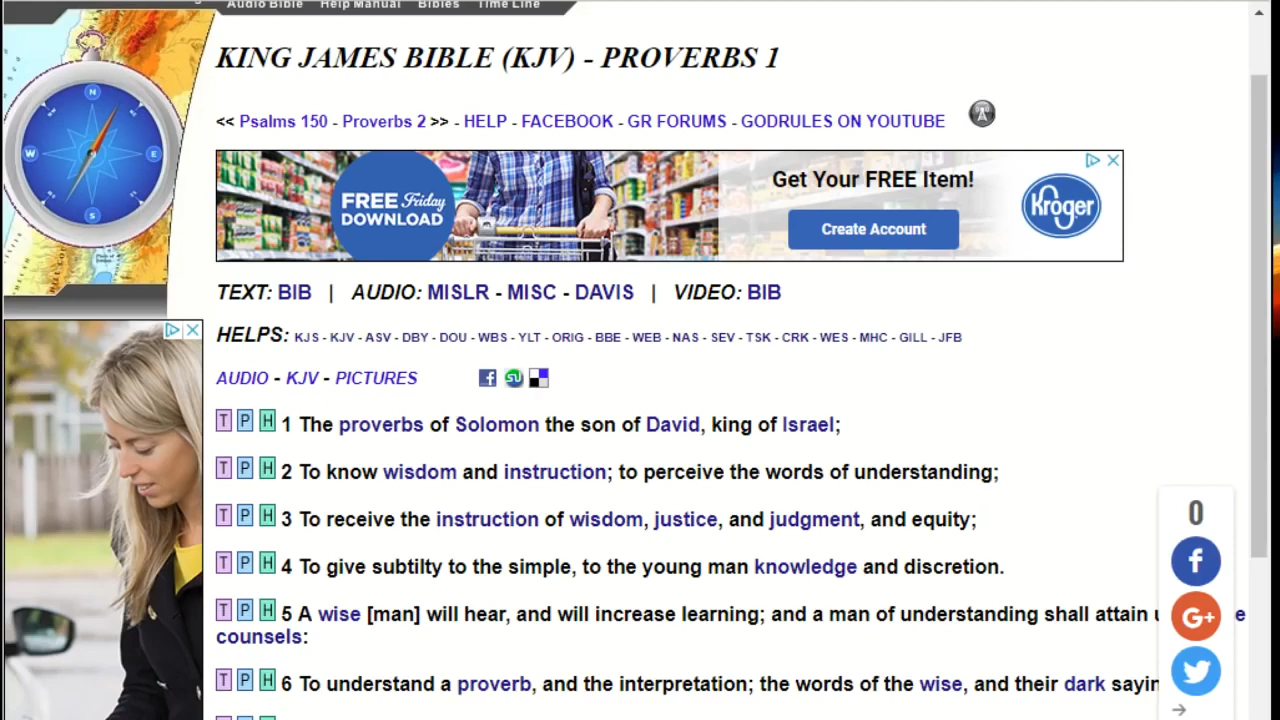 Audio Bible Help Manual Bibles Time Line
KING JAMES BIBLE (KJV) - PROVERBS 1
<< Psalms 150 - Proverbs 2 >> - HELP - FACEBOOK - GR FORUMS - GODRULES ON YOUTUBE
FREE Friday
DOWNLOAD
Get Your FREE Item!
Create Account
Kroger
N
W
E
S
TEXT: BIB | AUDIO: MISLR - MISC - DAVIS | VIDEO: BIB
HELPS: KJS - KJV - ASV - DBY - DOU - WBS - YLT - ORIG - BBE - WEB - NAS - SEV - TSK - CRK - WES - MHC - GILL - JFB
AUDIO - KJV - PICTURES
T P H 1 The proverbs of Solomon the son of David, king of Israel;
T P H 2 To know wisdom and instruction; to perceive the words of understanding;
T P H 3 To receive the instruction of wisdom, justice, and judgment, and equity;
T P H 4 To give subtilty to the simple, to the young man knowledge and discretion.
T P H 5 A wise [man] will hear, and will increase learning; and a man of understanding shall attain
counsels:
T P H 6 To understand a proverb, and the interpretation; the words of the wise, and their dark
0
f
G+